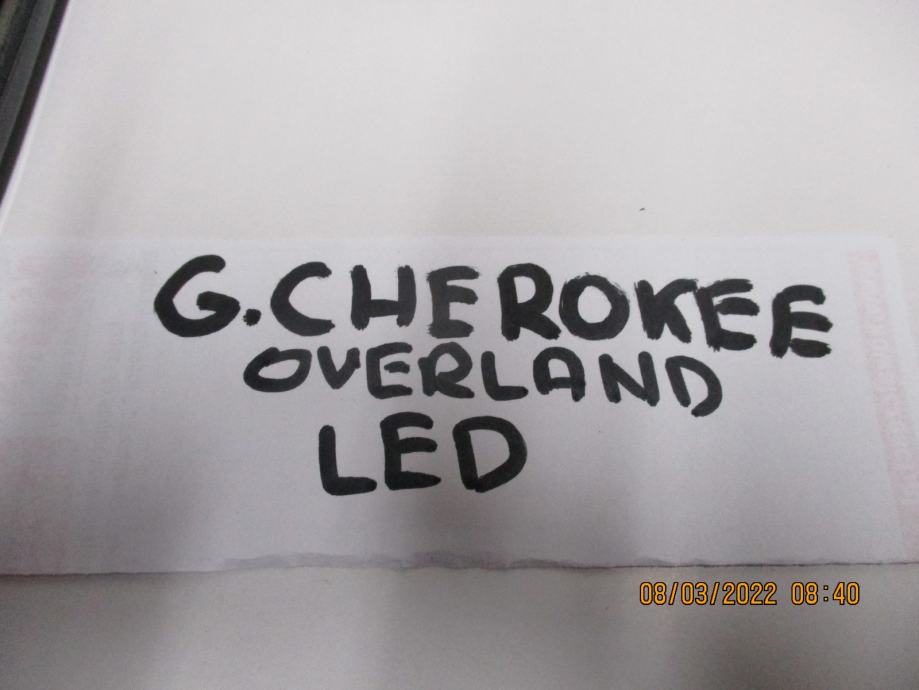 G.CHEROKEE
OVERLAND
LED
08/03/2022 08:40